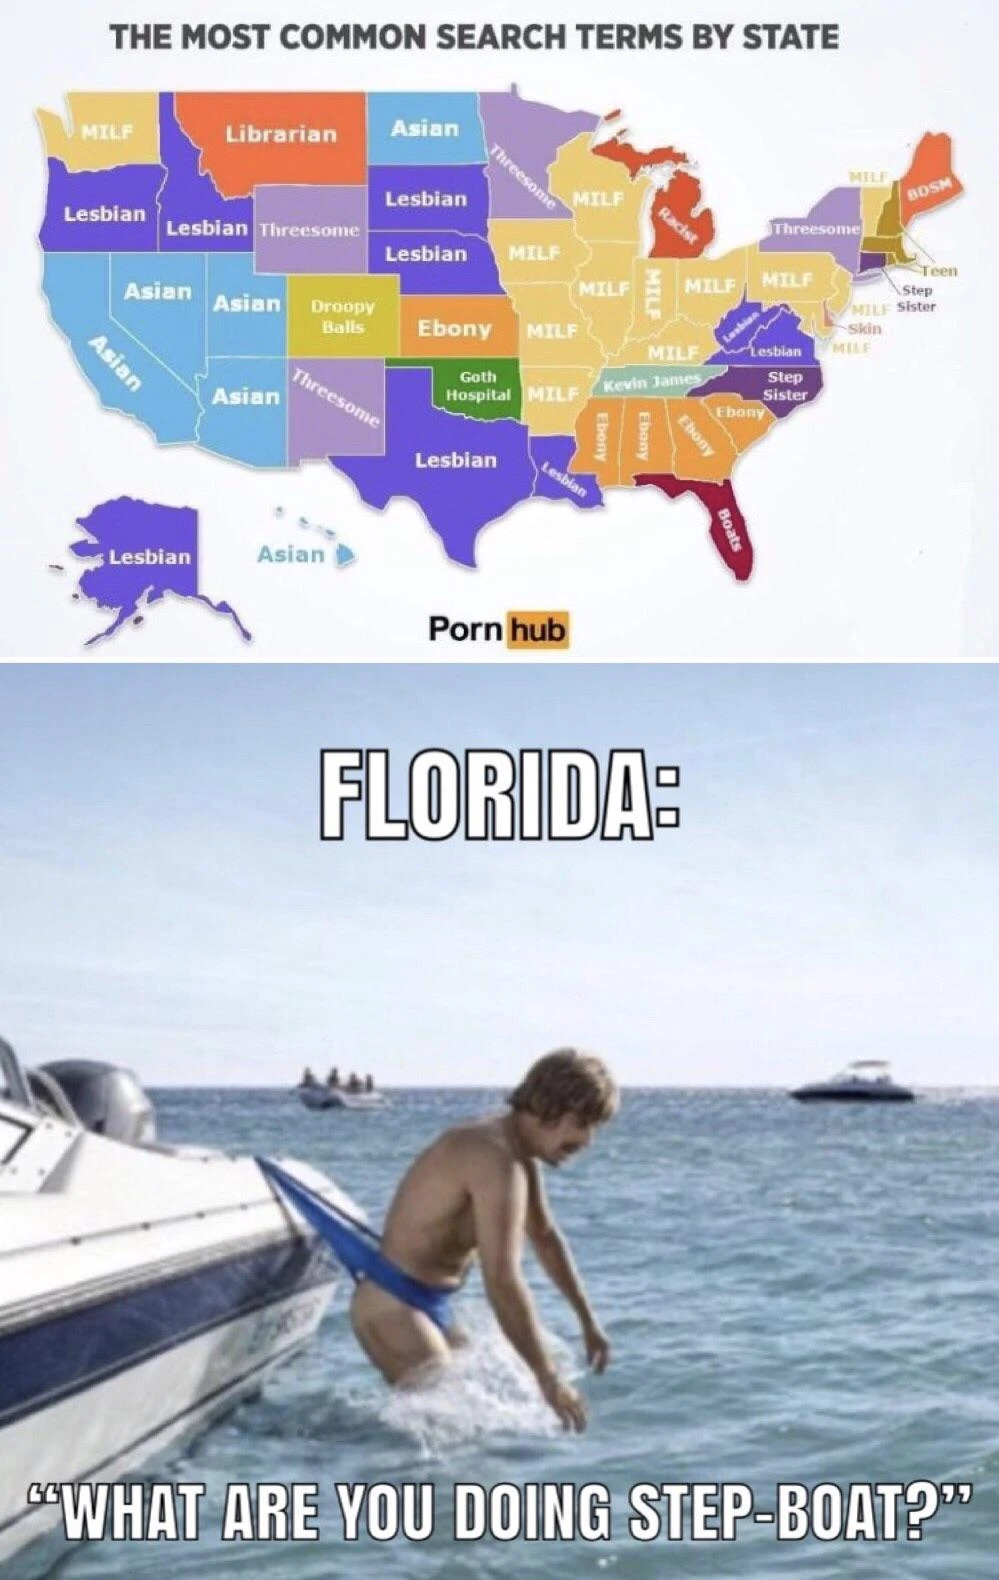 THE MOST COMMON SEARCH TERMS BY STATE
MILF
Librarian
Asian
Threesome
MILF
Racist
MILF
BDSM
Lesbian
Lesbian
Threesome
Lesbian
Threesome
Lesbian
MILF
Teen
Asian
Asian
Droopy
Balls
Ebony
MILF
MILF
MILF
MILF
MILF
Step
Sister
MILF
Skin
MILF
Asian
Asian
Threesome
Goth
Hospital
MILF
MILF
Lesbian
Lesbian
Kevin James
Step
Sister
Ebony
Ebony
Ebony
Ebony
Lesbian
Lesbian
Boats
Lesbian
Asian
Porn hub
FLORIDA:
“WHAT ARE YOU DOING STEP-BOAT?”